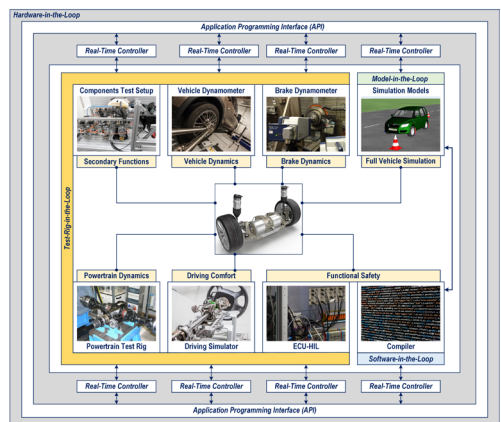 Hardware-in-the-Loop
Application Programming Interface (API)
Real-Time Controller
Real-Time Controller
Real-Time Controller
Real-Time Controller
Test-Rig-in-the-Loop
Model-in-the-Loop
Components Test Setup
Vehicle Dynamometer
Brake Dynamometer
Simulation Models
Secondary Functions
Vehicle Dynamics
Brake Dynamics
Full Vehicle Simulation
Powertrain Dynamics
Driving Comfort
Functional Safety
Powertrain Test Rig
Driving Simulator
ECU-HIL
Compiler
Software-in-the-Loop
Real-Time Controller
Real-Time Controller
Real-Time Controller
Real-Time Controller
Application Programming Interface (API)